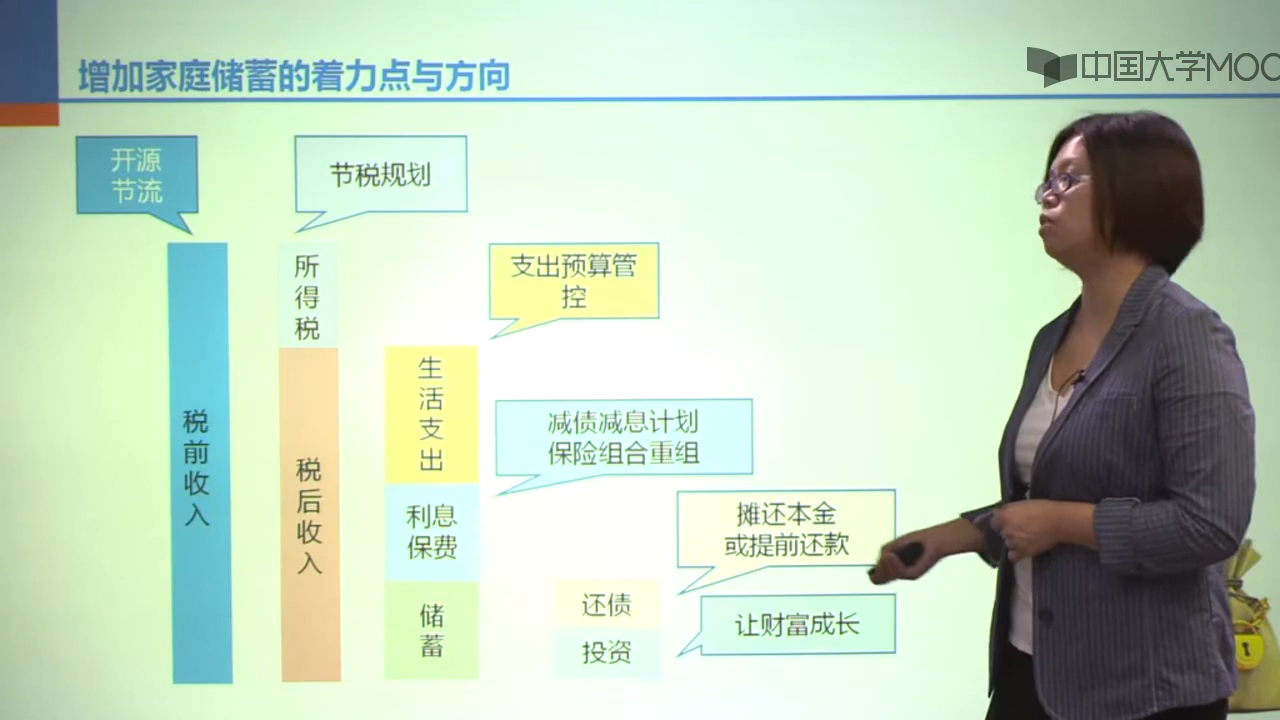 增加家庭储蓄的着力点与方向
中国大学MOO
开源
节流
节税规划
所
得
税
支出预算管
控
税
前
收
入
税
后
收
入
生
活
支
出
减债减息计划
保险组合重组
利息
保费
摊还本金
或提前还款
储
蓄
还债
投资
让财富成长